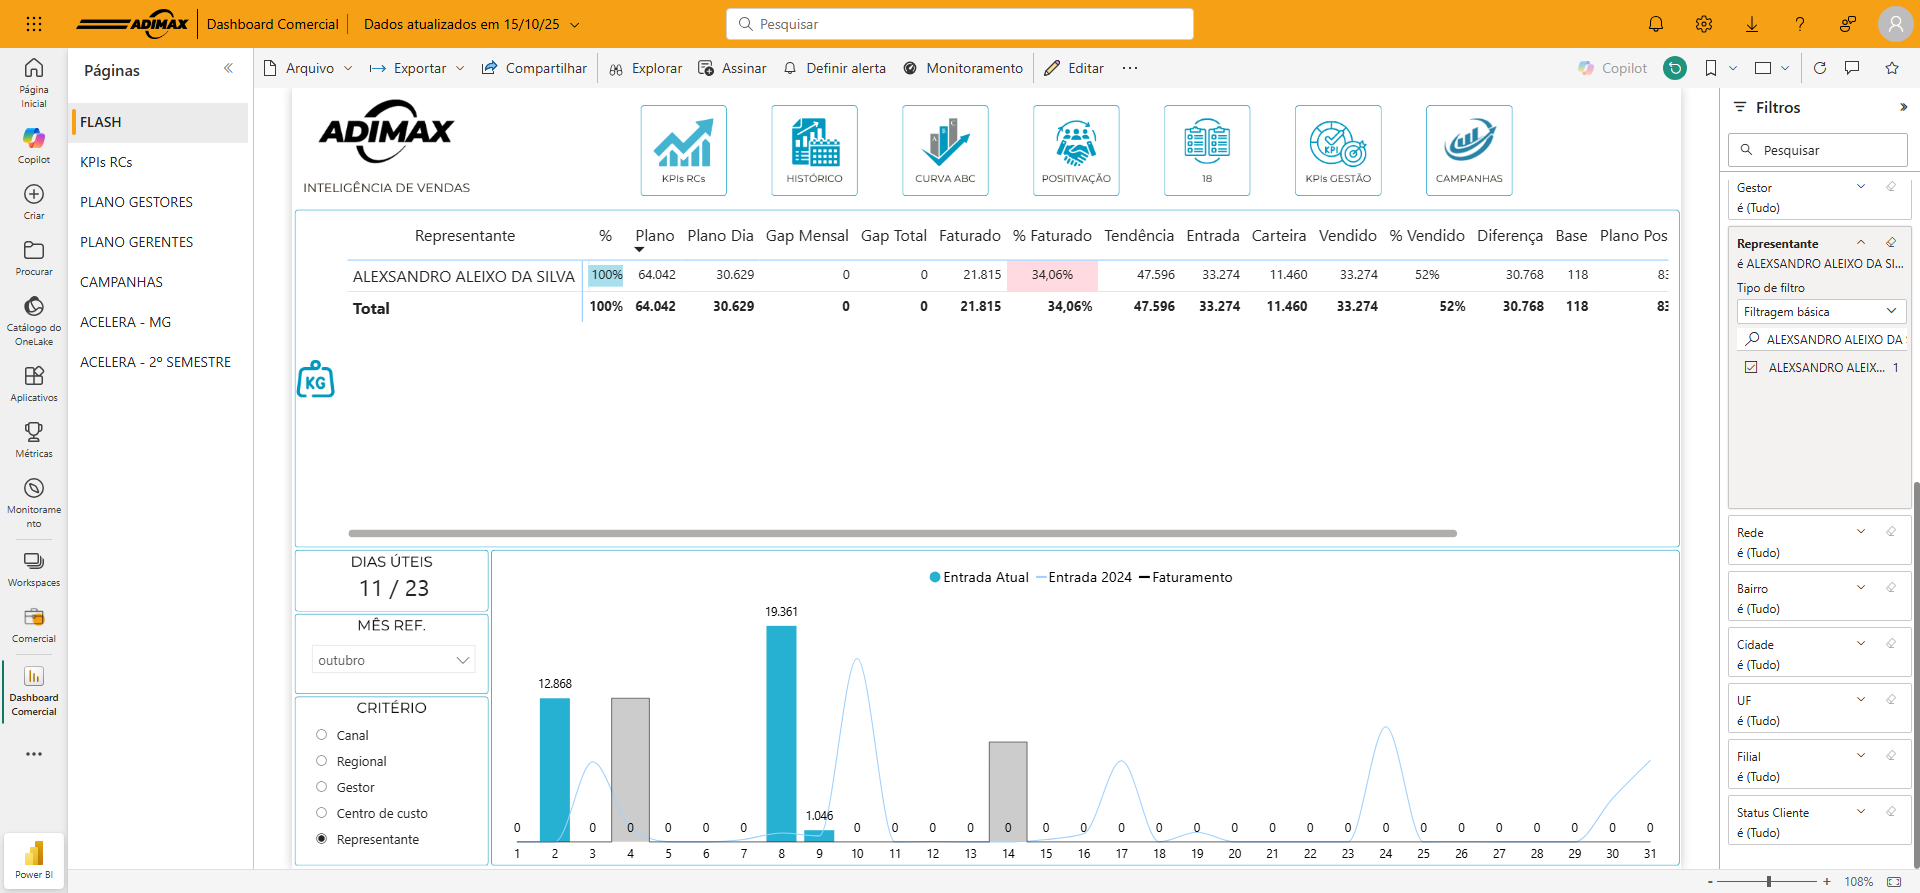 ADIMAX Dashboard Comercial Dados atualizados em 15/10/25
Pesquisar
Página Inicial
Copilot
Criar
Procurar
Catálogo do OneLake
Aplicativos
Métricas
Monitoramento
Workspaces
Comercial
Dashboard Comercial
Power BI
Páginas
FLASH
KPIs RCs
PLANO GESTORES
PLANO GERENTES
CAMPANHAS
ACELERA - MG
ACELERA - 2º SEMESTRE
Arquivo Exportar Compartilhar Explorar Assinar Definir alerta Monitoramento Editar Copilot
ADIMAX
INTELIGÊNCIA DE VENDAS
KPIs RCs
HISTÓRICO
A B C
CURVA ABC
POSITIVAÇÃO
18
KPI
KPIs GESTÃO
CAMPANHAS
Representante % Plano Plano Dia Gap Mensal Gap Total Faturado % Faturado Tendência Entrada Carteira Vendido % Vendido Diferença Base Plano Pos
ALEXSANDRO ALEIXO DA SILVA 100% 64.042 30.629 0 0 21.815 34,06% 47.596 33.274 11.460 33.274 52% 30.768 118 83
Total 100% 64.042 30.629 0 0 21.815 34,06% 47.596 33.274 11.460 33.274 52% 30.768 118 83
KG
DIAS ÚTEIS
11 / 23
MÊS REF.
outubro
CRITÉRIO
Canal
Regional
Gestor
Centro de custo
Representante
Entrada Atual Entrada 2024 Faturamento
19.361
12.868
1.046
0 0 0 0 0 0 0 0 0 0 0 0 0 0 0 0 0 0 0 0 0 0 0 0 0 0 0 0
1 2 3 4 5 6 7 8 9 10 11 12 13 14 15 16 17 18 19 20 21 22 23 24 25 26 27 28 29 30 31
Filtros
Pesquisar
Gestor
é (Tudo)
Representante
é ALEXSANDRO ALEIXO DA SI...
Tipo de filtro
Filtragem básica
ALEXSANDRO ALEIXO DA
ALEXSANDRO ALEIX... 1
Rede
é (Tudo)
Bairro
é (Tudo)
Cidade
é (Tudo)
UF
é (Tudo)
Filial
é (Tudo)
Status Cliente
é (Tudo)
- + 108%